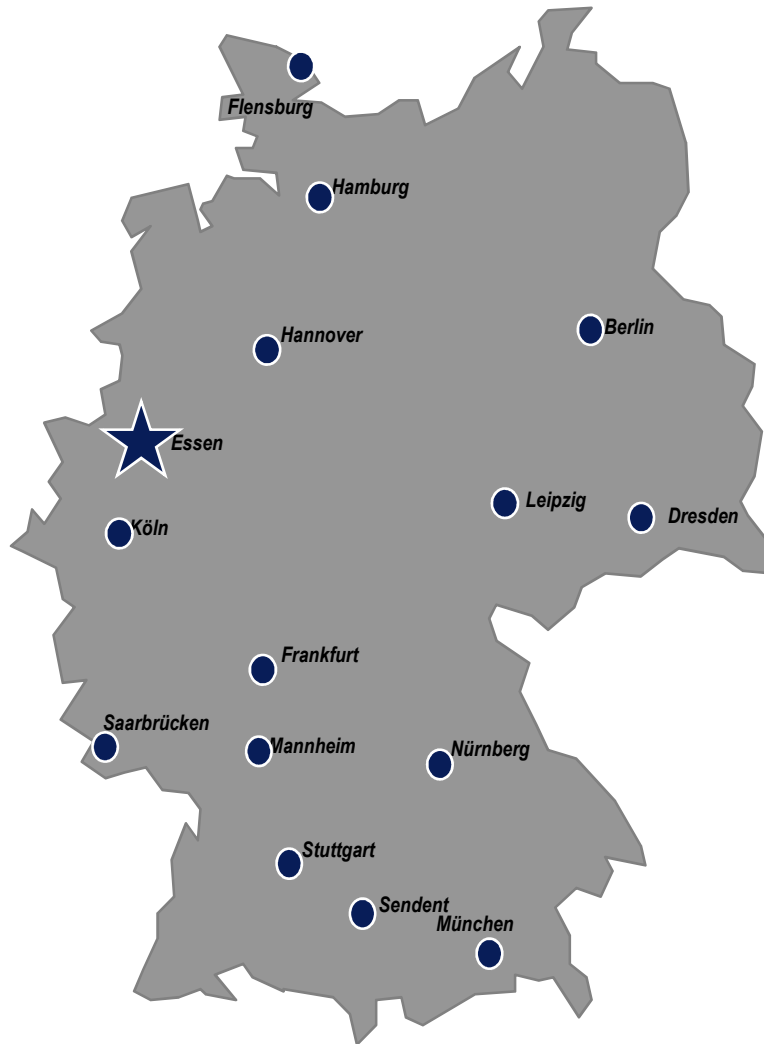 Flensburg
Hamburg
Hannover
Berlin
Essen
Leipzig
Dresden
Köln
Frankfurt
Saarbrücken
Mannheim
Nürnberg
Stuttgart
Sendent
München